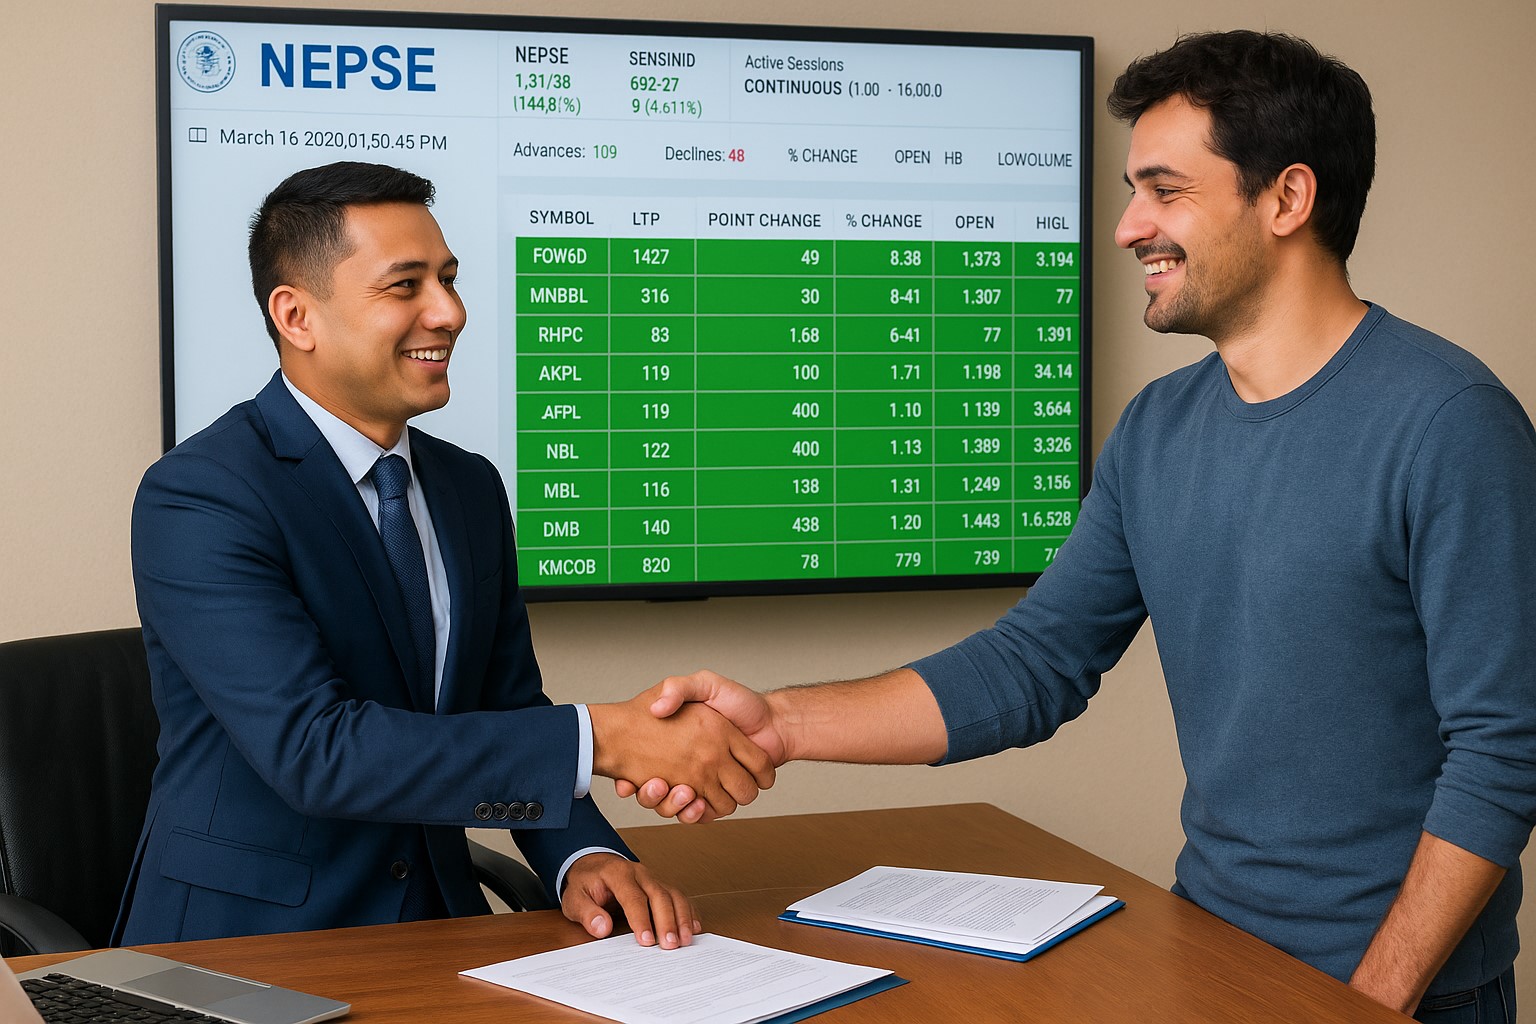 NEPSE
NEPSE
1,31/38
SENSINID
692-27
9 (4.611%)
Active Sessions
CONTINUOUS (1.00 - 16,00.0
March 16 2020,01,50.45 PM
Advances: 109 Declines: 48 % CHANGE OPEN HB LOWOLUME
SYMBOL LTP POINT CHANGE % CHANGE OPEN HIGL
FOW6D 1427 49 8.38 1,373 3.194
MNBBL 316 30 8-41 1.307 77
RHPC 83 1.68 6-41 77 1.391
AKPL 119 100 1.71 1.198 34.14
AFPL 119 400 1.10 1 139 3,664
NBL 122 400 1.13 1.389 3,326
MBL 116 138 1.31 1,249 3,156
DMB 140 438 1.20 1.443 1.6,528
KMCOB 820 78 779 739